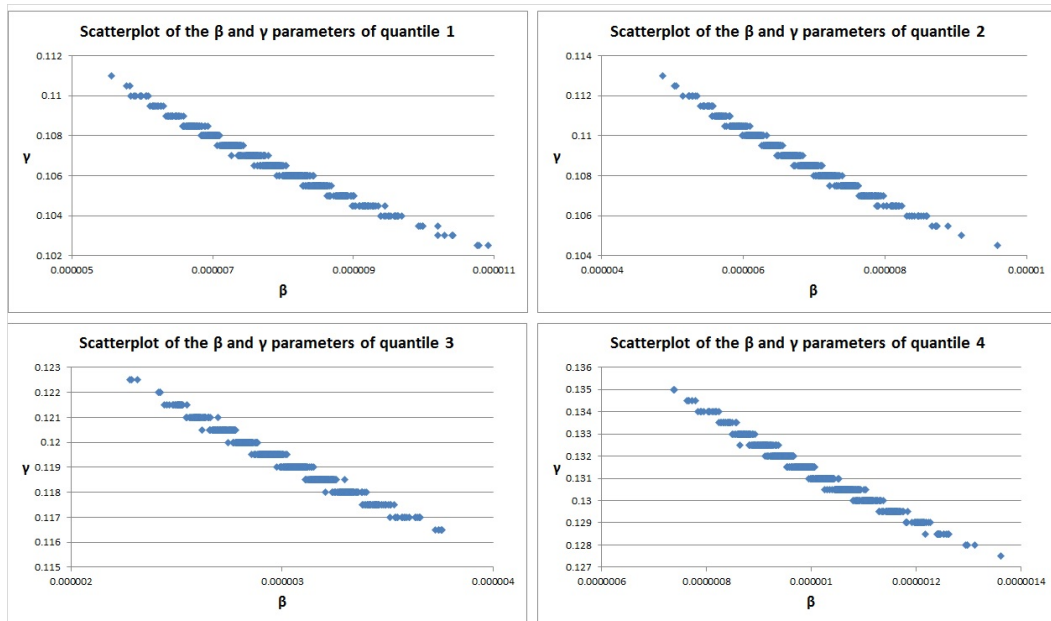 Scatterplot of the β and γ parameters of quantile 1
0.112
0.11
0.108
γ
0.106
0.104
0.102
0.000005 0.000007 0.000009 0.000011
β
Scatterplot of the β and γ parameters of quantile 2
0.114
0.112
0.11
γ
0.108
0.106
0.104
0.000004 0.000006 0.000008 0.00001
β
Scatterplot of the β and γ parameters of quantile 3
0.123
0.122
0.121
0.12
0.119
γ
0.118
0.117
0.116
0.115
0.000002 0.000003 0.000004
β
Scatterplot of the β and γ parameters of quantile 4
0.135
0.134
0.133
0.132
γ
0.131
0.13
0.129
0.128
0.127
0.0000006 0.0000008 0.000001 0.0000012 0.0000014
β